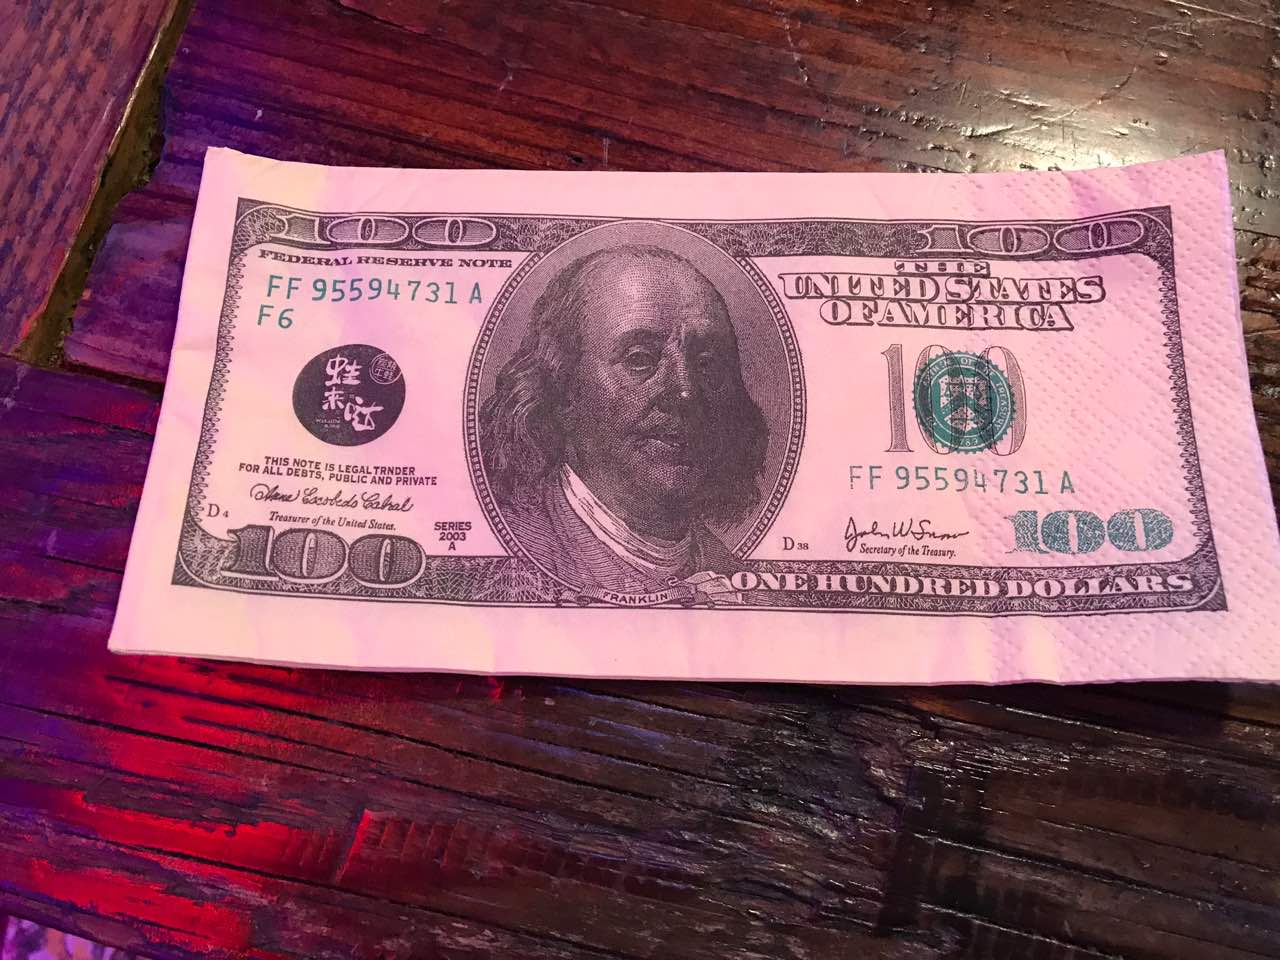 100
100
FEDERAL RESERVE NOTE
THE
UNITED STATES
OF AMERICA
FF 95594731 A
F6
蛙
来
哒
100
FF 95594731 A
THIS NOTE IS LEGAL TRNDER
FOR ALL DEBTS, PUBLIC AND PRIVATE
D 4
Treasurer of the United States.
SERIES
2003
A
D 38
Secretary of the Treasury.
100
100
FRANKLIN
ONE HUNDRED DOLLARS